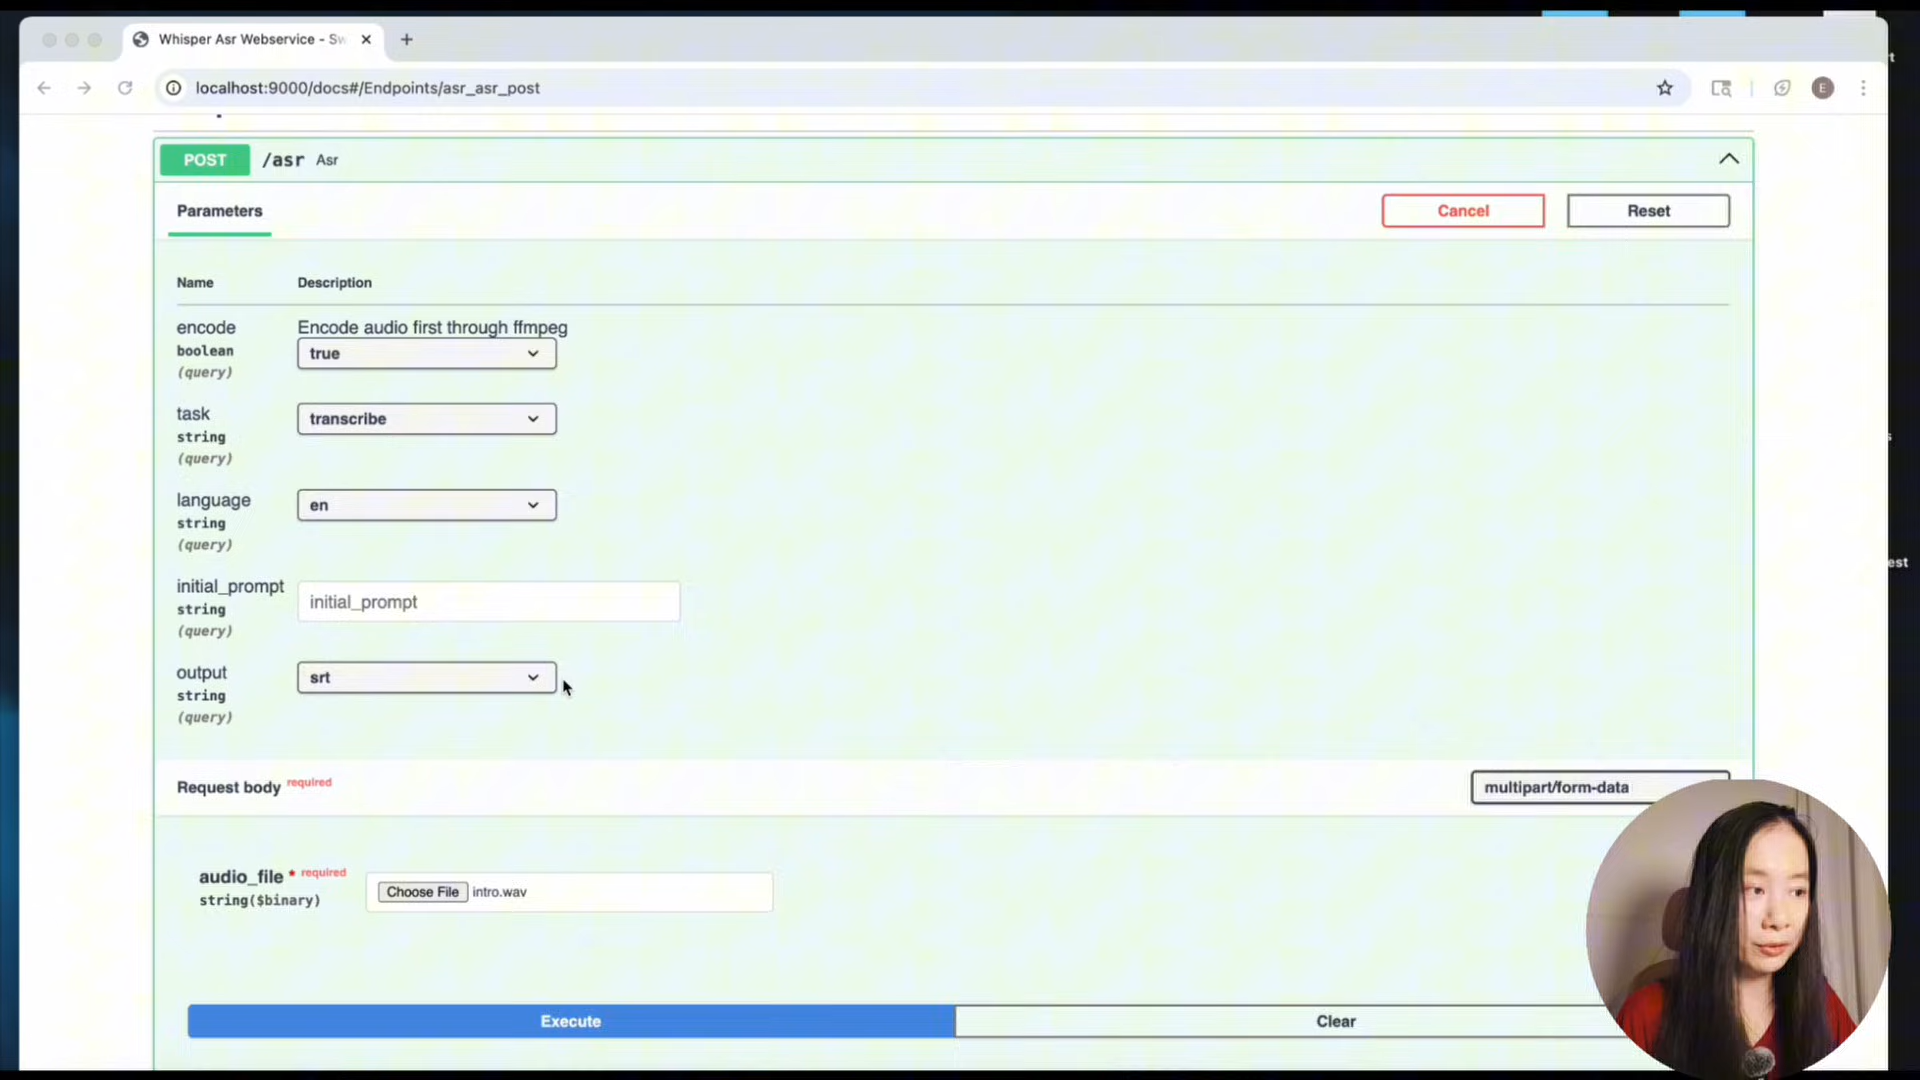 Whisper Asr Webservice - Sw
localhost:9000/docs#/Endpoints/asr_asr_post
E
POST /asr Asr
Parameters
Cancel
Reset
Name Description
encode
boolean
(query)
Encode audio first through ffmpeg
true
task
string
(query)
transcribe
language
string
(query)
en
initial_prompt
string
(query)
initial_prompt
output
string
(query)
srt
Request body required
multipart/form-data
audio_file * required
string($binary)
Choose File intro.wav
Execute
Clear
est